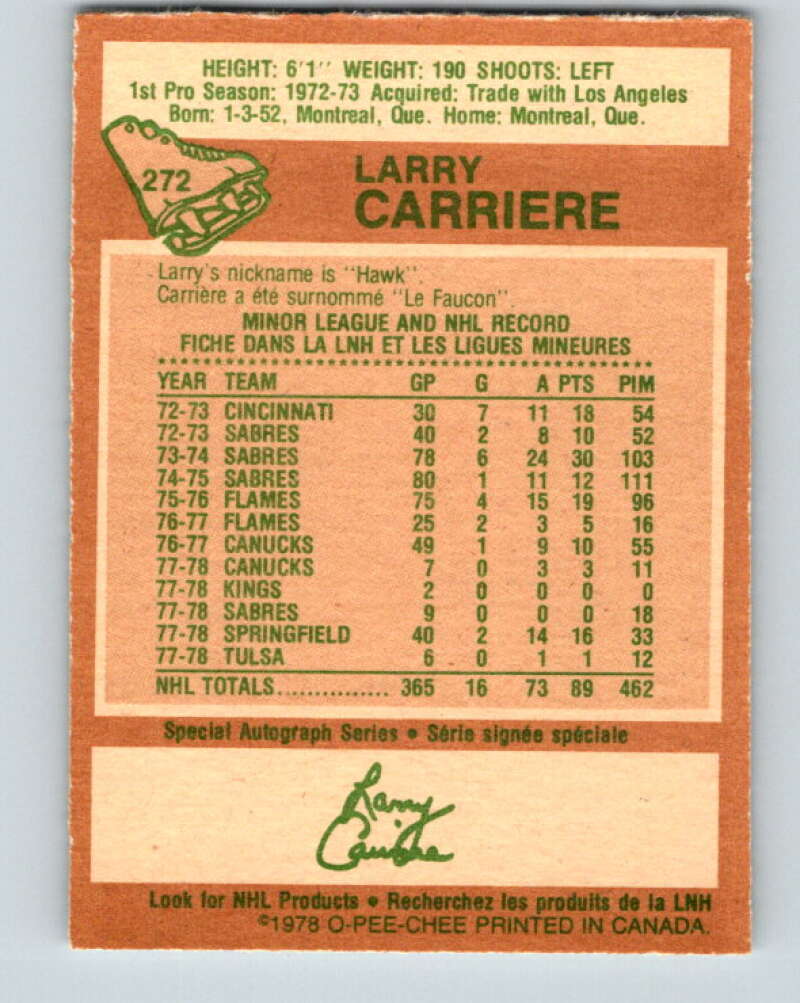 HEIGHT: 6'1'' WEIGHT: 190 SHOOTS: LEFT
1st Pro Season: 1972-73 Acquired: Trade with Los Angeles
Born: 1-3-52, Montreal, Que. Home: Montreal, Que.
272
LARRY
CARRIERE
Larry's nickname is "Hawk".
Carrière a été surnommé "Le Faucon".
MINOR LEAGUE AND NHL RECORD
FICHE DANS LA LNH ET LES LIGUES MINEURES
YEAR TEAM GP G A PTS PIM
72-73 CINCINNATI 30 7 11 18 54
72-73 SABRES 40 2 8 10 52
73-74 SABRES 78 6 24 30 103
74-75 SABRES 80 1 11 12 111
75-76 FLAMES 75 4 15 19 96
76-77 FLAMES 25 2 3 5 16
76-77 CANUCKS 49 1 9 10 55
77-78 CANUCKS 7 0 3 3 11
77-78 KINGS 2 0 0 0 0
77-78 SABRES 9 0 0 0 18
77-78 SPRINGFIELD 40 2 14 16 33
77-78 TULSA 6 0 1 1 12
NHL TOTALS............... 365 16 73 89 462
Special Autograph Series • Série signée spéciale
Larry
Carriere
Look for NHL Products • Recherchez les produits de la LNH
©1978 O-PEE-CHEE PRINTED IN CANADA.